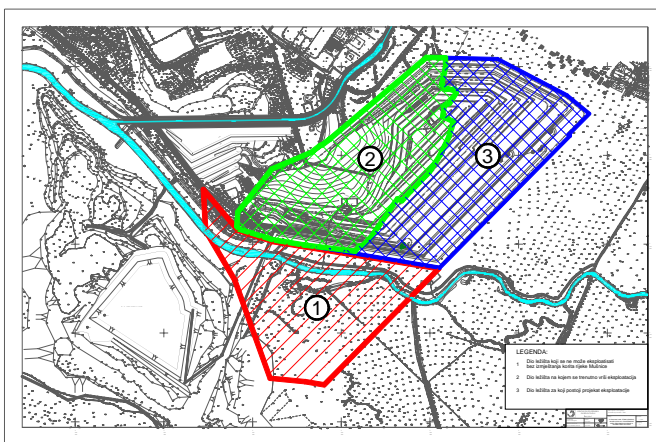 2
3
1
LEGENDA:
1 Dio ležišta koji se ne može eksploatisati
bez izmještanja korita rijeke Mušnice
2 Dio ležišta na kojem se trenutno vrši eksploatacija
3 Dio ležišta za koji postoji projekat eksploatacije